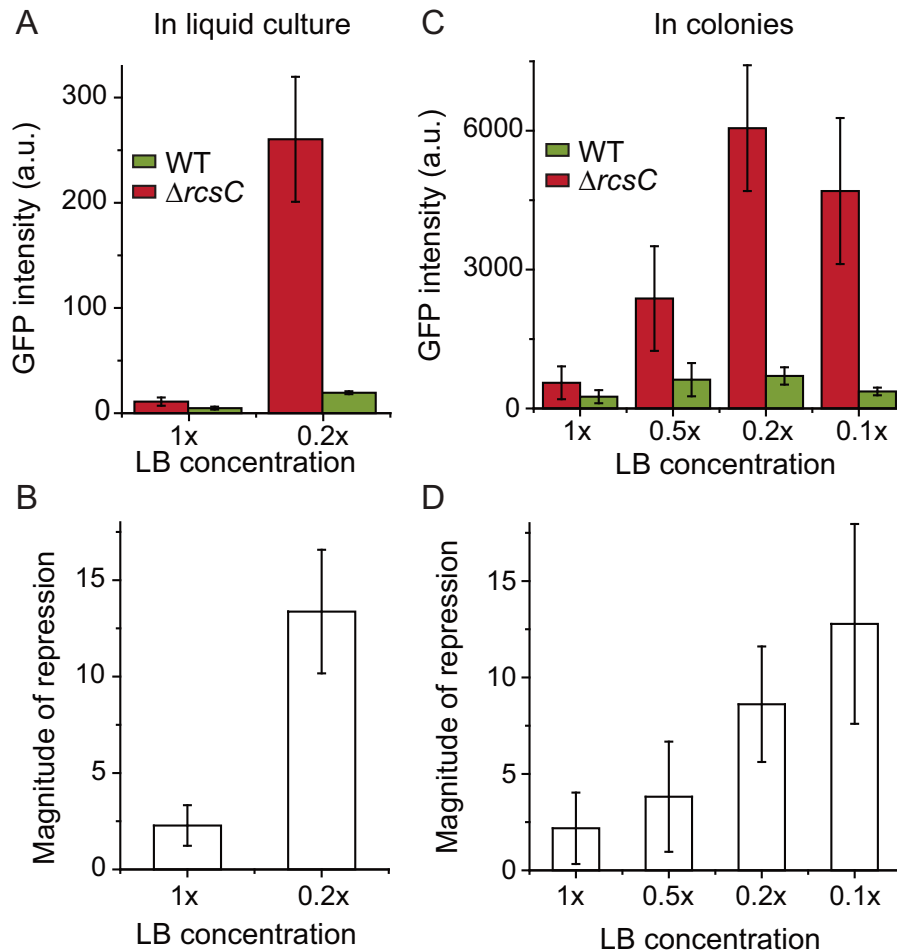 A In liquid culture
GFP intensity (a.u.)
300
200
100
0
WT
ΔrcsC
1x 0.2x
LB concentration
C In colonies
GFP intensity (a.u.)
6000
3000
0
WT
ΔrcsC
1x 0.5x 0.2x 0.1x
LB concentration
B
Magnitude of repression
15
10
5
0
1x 0.2x
LB concentration
D
Magnitude of repression
15
10
5
0
1x 0.5x 0.2x 0.1x
LB concentration